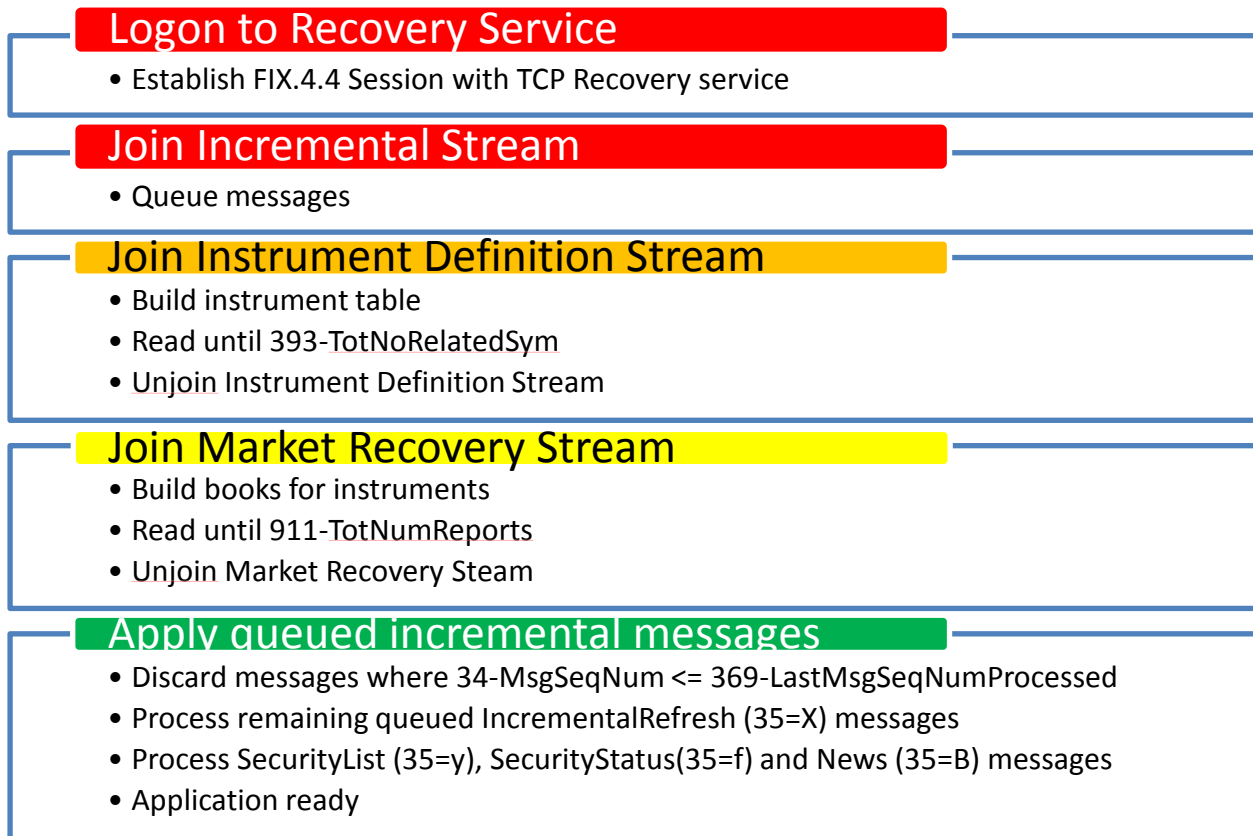 Logon to Recovery Service
• Establish FIX.4.4 Session with TCP Recovery service
Join Incremental Stream
• Queue messages
Join Instrument Definition Stream
• Build instrument table
• Read until 393-TotNoRelatedSym
• Unjoin Instrument Definition Stream
Join Market Recovery Stream
• Build books for instruments
• Read until 911-TotNumReports
• Unjoin Market Recovery Steam
Apply queued incremental messages
• Discard messages where 34-MsgSeqNum <= 369-LastMsgSeqNumProcessed
• Process remaining queued IncrementalRefresh (35=X) messages
• Process SecurityList (35=y), SecurityStatus(35=f) and News (35=B) messages
• Application ready